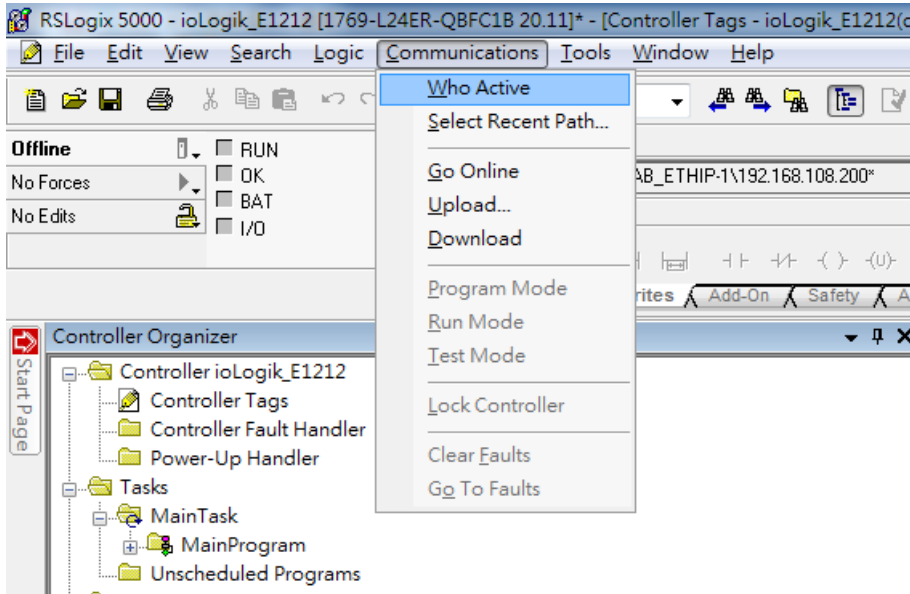 RSLogix 5000 - ioLogik_E1212 [1769-L24ER-QBFC1B 20.11]* - [Controller Tags - ioLogik_E1212(c
File Edit View Search Logic Communications Tools Window Help
Who Active
Select Recent Path...
Go Online
Upload...
Download
Program Mode
Run Mode
Test Mode
Lock Controller
Clear Faults
Go To Faults
Offline
RUN
No Forces
OK
No Edits
BAT
I/O
AB_ETHIP-1\192.168.108.200*
rites Add-On Safety A
Controller Organizer
Start Page
Controller ioLogik_E1212
Controller Tags
Controller Fault Handler
Power-Up Handler
Tasks
MainTask
MainProgram
Unscheduled Programs